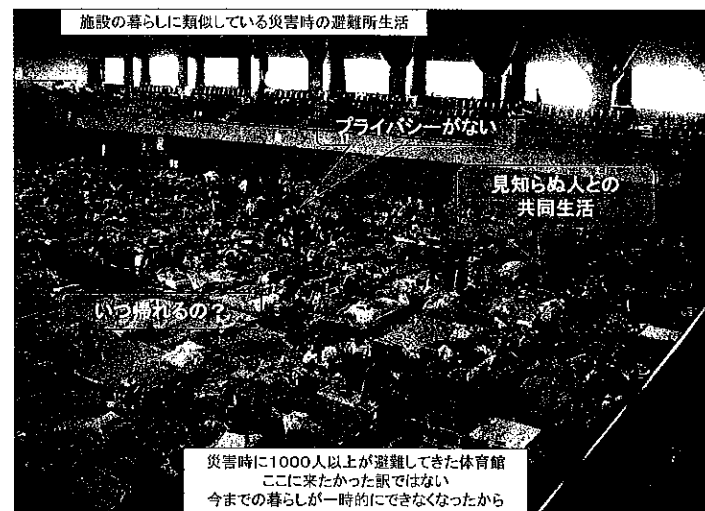 施設の暮らしに類似している災害時の避難所生活
プライバシーがない
見知らぬ人との
共同生活
いつ帰れるの？
災害時に1000人以上が避難してきた体育館
ここに来たかった訳ではない
今までの暮らしが一時的にできなくなったから